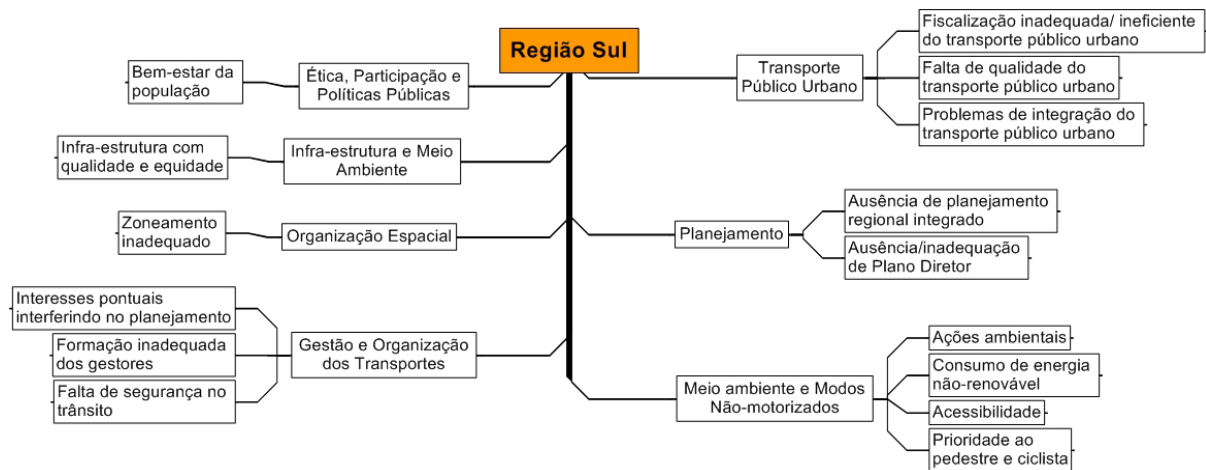 Região Sul
Bem-estar da
população
Ética, Participação e
Políticas Públicas
Infra-estrutura com
qualidade e equidade
Infra-estrutura e Meio
Ambiente
Zoneamento
inadequado
Organização Espacial
Interesses pontuais
interferindo no planejamento
Formação inadequada
dos gestores
Falta de segurança no
trânsito
Gestão e Organização
dos Transportes
Transporte
Público Urbano
Fiscalização inadequada/ ineficiente
do transporte público urbano
Falta de qualidade do
transporte público urbano
Problemas de integração do
transporte público urbano
Planejamento
Ausência de planejamento
regional integrado
Ausência/inadequação
de Plano Diretor
Meio ambiente e Modos
Não-motorizados
Ações ambientais
Consumo de energia
não-renovável
Acessibilidade
Prioridade ao
pedestre e ciclista